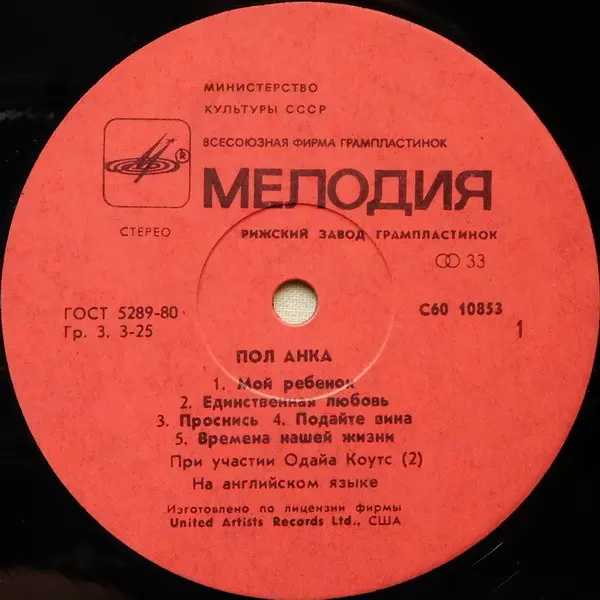 МИНИСТЕРСТВО
КУЛЬТУРЫ СССР
ВСЕСОЮЗНАЯ ФИРМА ГРАМПЛАСТИНОК
®
МЕЛОДИЯ
СТЕРЕО
РИЖСКИЙ ЗАВОД ГРАМПЛАСТИНОК
33
ГОСТ 5289-80
Гр. 3. 3-25
С60 10853
1
ПОЛ АНКА
1. Мой ребенок
2. Единственная любовь
3. Проснись 4. Подайте вина
5. Времена нашей жизни
При участии Одайа Коутс (2)
На английском языке
Изготовлено по лицензии фирмы
United Artists Records Ltd., США